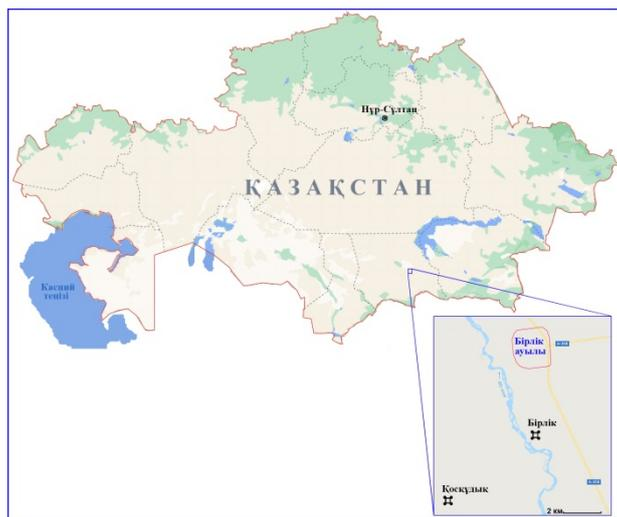 Нұр-Сұлтан
ҚАЗАҚСТАН
Каспий
теңізі
Бірлік
ауылы
Бірлік
Қосқұдық
2 км